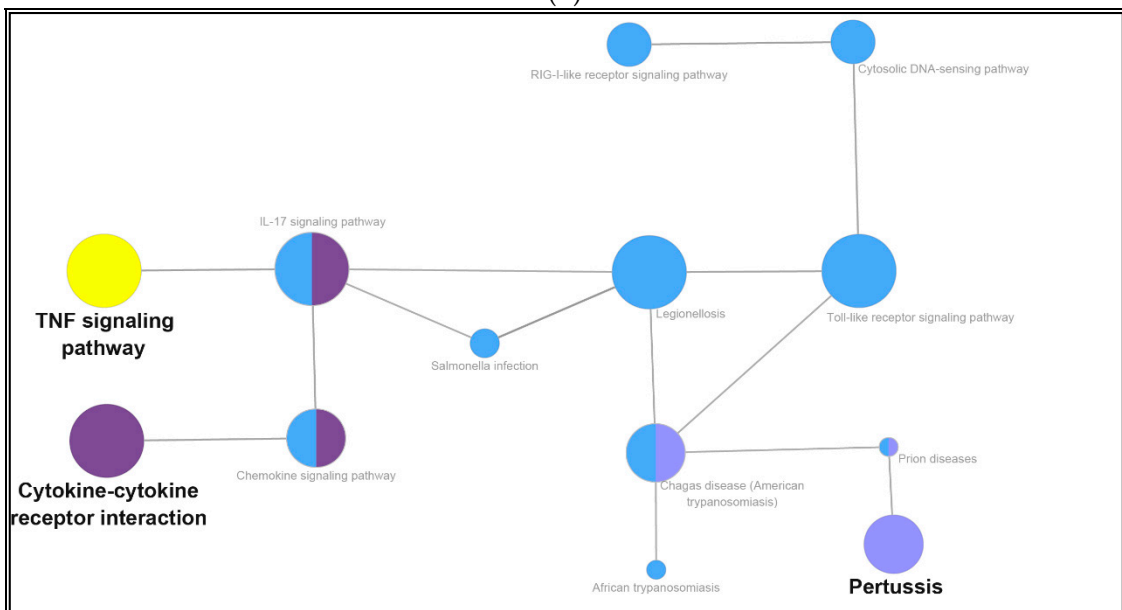 RIG-I-like receptor signaling pathway
Cytosolic DNA-sensing pathway
IL-17 signaling pathway
TNF signaling
pathway
Legionellosis
Toll-like receptor signaling pathway
Salmonella infection
Cytokine-cytokine
receptor interaction
Chemokine signaling pathway
Chagas disease (American
trypanosomiasis)
Prion diseases
African trypanosomiasis
Pertussis